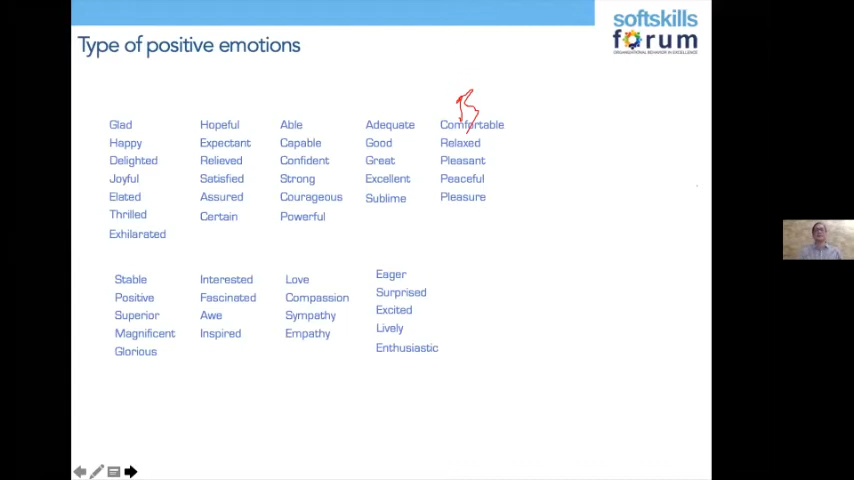 softskills
forum
ORGANIZATIONAL BEHAVIOR IN EXCELLENCE
Type of positive emotions
Glad
Happy
Delighted
Joyful
Elated
Thrilled
Exhilarated
Hopeful
Expectant
Relieved
Satisfied
Assured
Certain
Able
Capable
Confident
Strong
Courageous
Powerful
Adequate
Good
Great
Excellent
Sublime
Comfortable
Relaxed
Pleasant
Peaceful
Pleasure
Stable
Positive
Superior
Magnificent
Glorious
Interested
Fascinated
Awe
Inspired
Love
Compassion
Sympathy
Empathy
Eager
Surprised
Excited
Lively
Enthusiastic